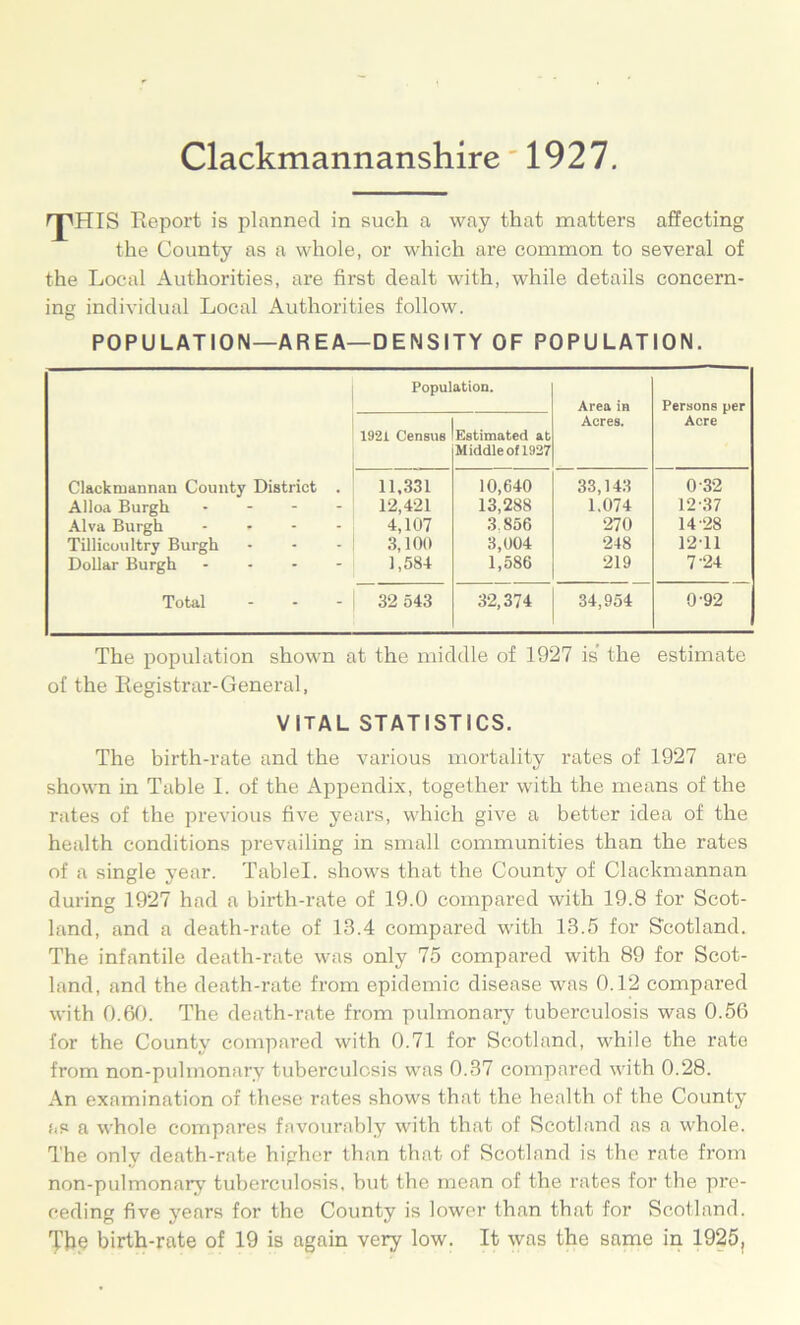 Clackmannanshire 1927.
THIS Report is planned in such a way that matters affecting
the County as a whole, or which are common to several of
the Local Authorities, are first dealt with, while details concern-
ing individual Local Authorities follow.
POPULATION—AREA—DENSITY OF POPULATION.
Population. Area in Acres. Persons per Acre
1921 Census Estimated at Middle of 1927
Clackmannan County District . 11,331 10,640 33,143 0·32
Alloa Burgh - - - - 12,421 13,288 1,074 12·37
Alva Burgh - - - - 4,107 3,856 270 14·28
Tillicoultry Burgh - - - 3,100 3,004 248 12·11
Dollar Burgh - - - - 1,584 1,586 219 7·24
Total - - - 32 543 32,374 34,954 0·92
The population shown at the middle of 1927 is the estimate
of the Registrar-General,
VITAL STATISTICS.
The birth-rate and the various mortality rates of 1927 are
shown in Table I. of the Appendix, together with the means of the
rates of the previous five years, which give a better idea of the
health conditions prevailing in small communities than the rates
of a single year. TableI. shows that the County of Clackmannan
during 1927 had a birth-rate of 19.0 compared with 19.8 for Scot-
land, and a death-rate of 13.4 compared with 13.5 for Scotland.
The infantile death-rate was only 75 compared with 89 for Scot-
land, and the death-rate from epidemic disease was 0.12 compared
with 0.60. The death-rate from pulmonary tuberculosis was 0.56
for the County compared with 0.71 for Scotland, while the rate
from non-pulmonary tuberculosis was 0.37 compared with 0.28.
An examination of these rates shows that the health of the County
as a whole compares favourably with that of Scotland as a whole.
The only death-rate higher than that of Scotland is the rate from
non-pulmonary tuberculosis, but the mean of the rates for the pre-
ceding five years for the County is lower than that for Scotland.
The birth-rate of 19 is again very low. It was the same in 1925,